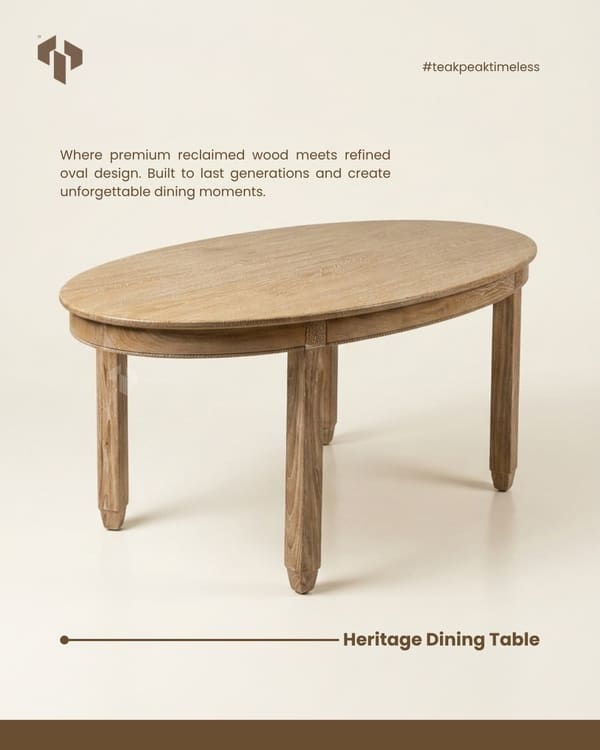 #teakpeaktimeless
Where premium reclaimed wood meets refined
oval design. Built to last generations and create
unforgettable dining moments.
Heritage Dining Table